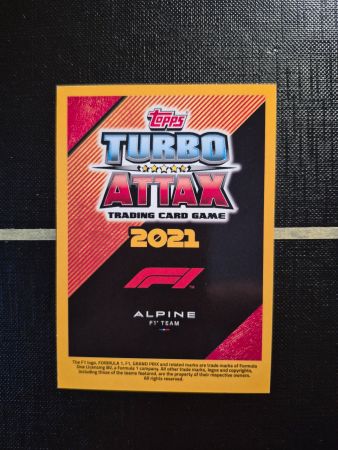 Topps
TURBO
ATTAX
TRADING CARD GAME
2021
F1
ALPINE
F1® TEAM
The F1 logo, FORMULA 1, F1, GRAND PRIX and related marks are trade marks of Formula
One Licensing BV, a Formula 1 company. All other trade marks, logos and copyrights,
including those of the teams featured, are the property of their respective owners.
All rights reserved.